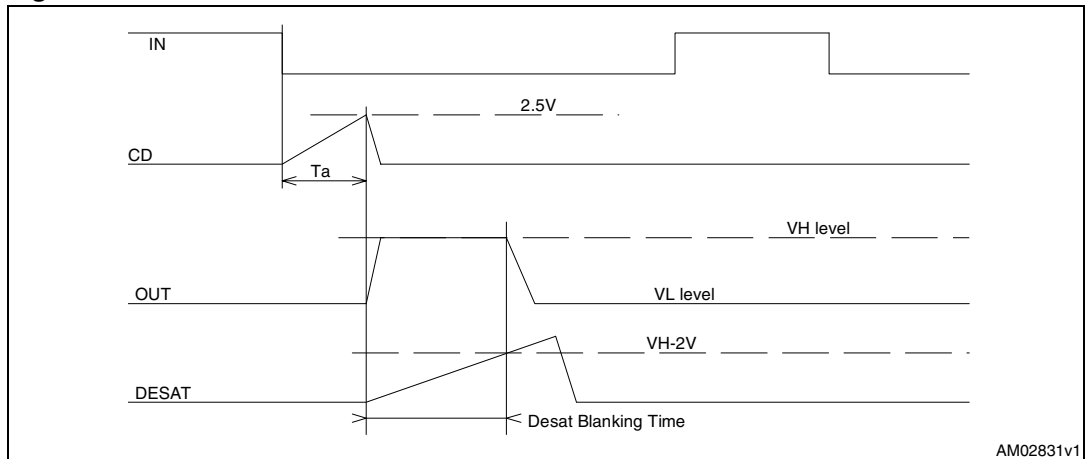 IN
2.5V
CD
Ta
VH level
OUT
VL level
VH-2V
DESAT
Desat Blanking Time
AM02831v1